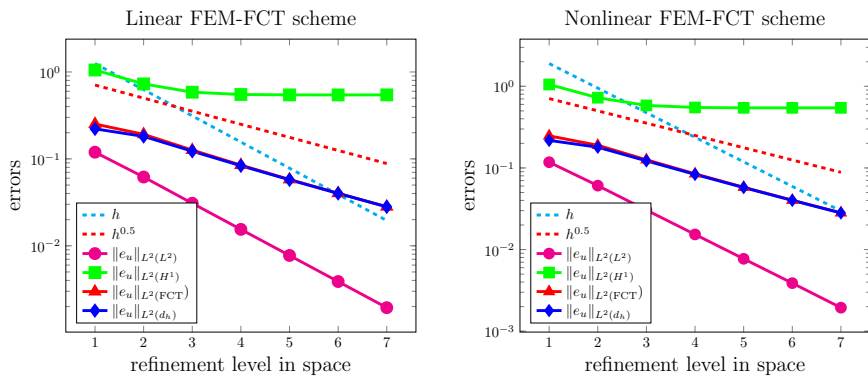 Linear FEM-FCT scheme
errors
10^0
10^{-1}
10^{-2}
h
h^{0.5}
‖e_u‖_{L^2(L^2)}
‖e_u‖_{L^2(H^1)}
‖e_u‖_{L^2(FCT)}
‖e_u‖_{L^2(d_h)}
1 2 3 4 5 6 7
refinement level in space
Nonlinear FEM-FCT scheme
errors
10^0
10^{-1}
10^{-2}
10^{-3}
h
h^{0.5}
‖e_u‖_{L^2(L^2)}
‖e_u‖_{L^2(H^1)}
‖e_u‖_{L^2(FCT)}
‖e_u‖_{L^2(d_h)}
1 2 3 4 5 6 7
refinement level in space